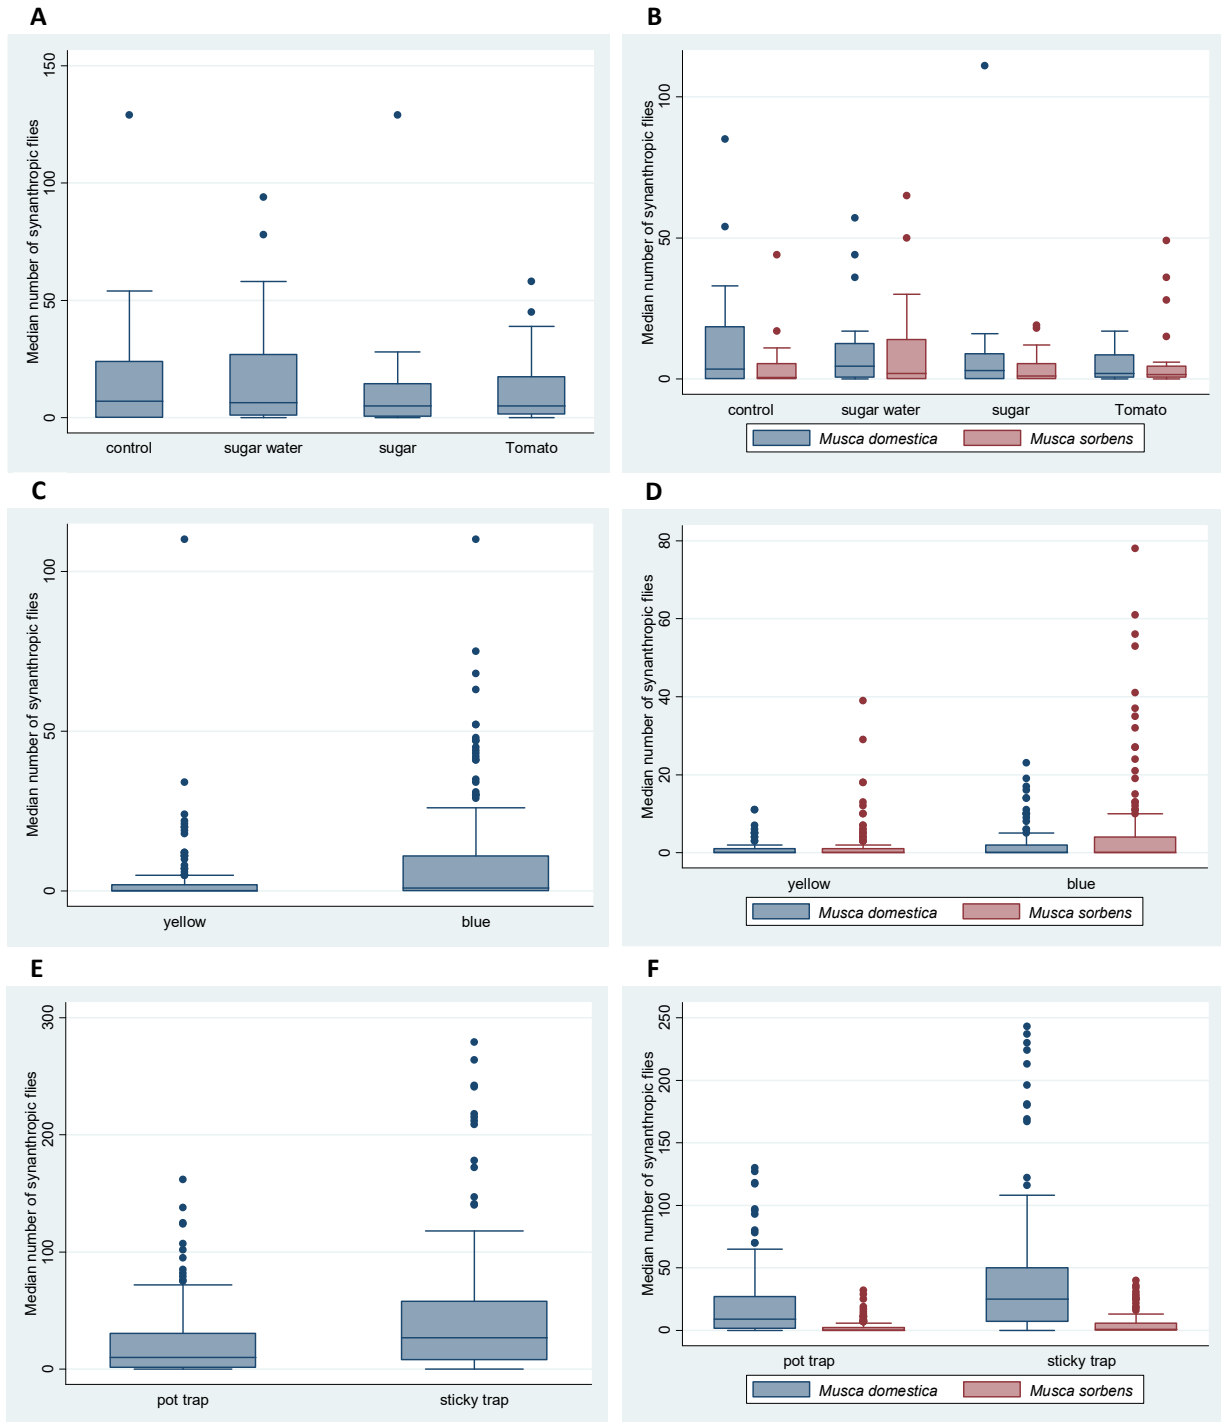 A
Median number of synanthropic flies
150
100
50
0
control sugar water sugar Tomato
B
Median number of synanthropic flies
100
50
0
control sugar water sugar Tomato
Musca domestica Musca sorbens
C
Median number of synanthropic flies
100
50
0
yellow blue
D
Median number of synanthropic flies
80
60
40
20
0
yellow blue
Musca domestica Musca sorbens
E
Median number of synanthropic flies
300
200
100
0
pot trap sticky trap
F
Median number of synanthropic flies
250
200
150
100
50
0
pot trap sticky trap
Musca domestica Musca sorbens